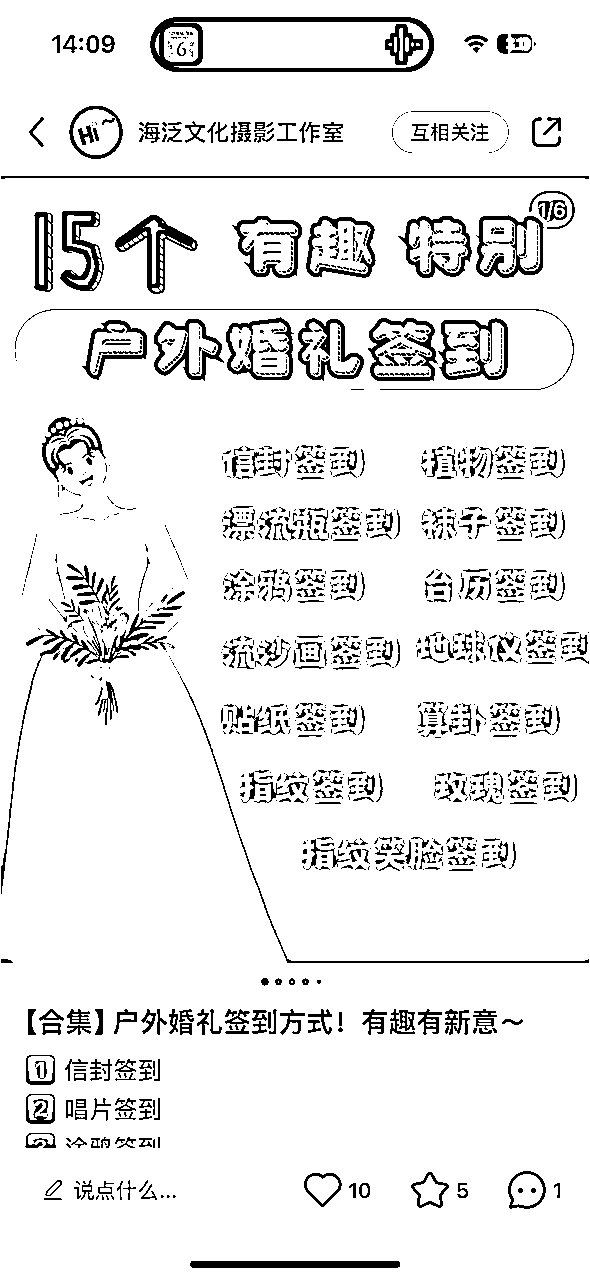 14:09
海泛文化摄影工作室 互相关注
1/6
15个 有趣 特别
户外婚礼签到
信封签到 植物签到
漂流瓶签到 袜子签到
涂鸦签到 台历签到
流沙画签到 地球仪签到
贴纸签到 算卦签到
指纹签到 玫瑰签到
指纹笑脸签到
【合集】户外婚礼签到方式！有趣有新意～
1 信封签到
2 唱片签到
3 涂鸦签到
说点什么... 10 5 1